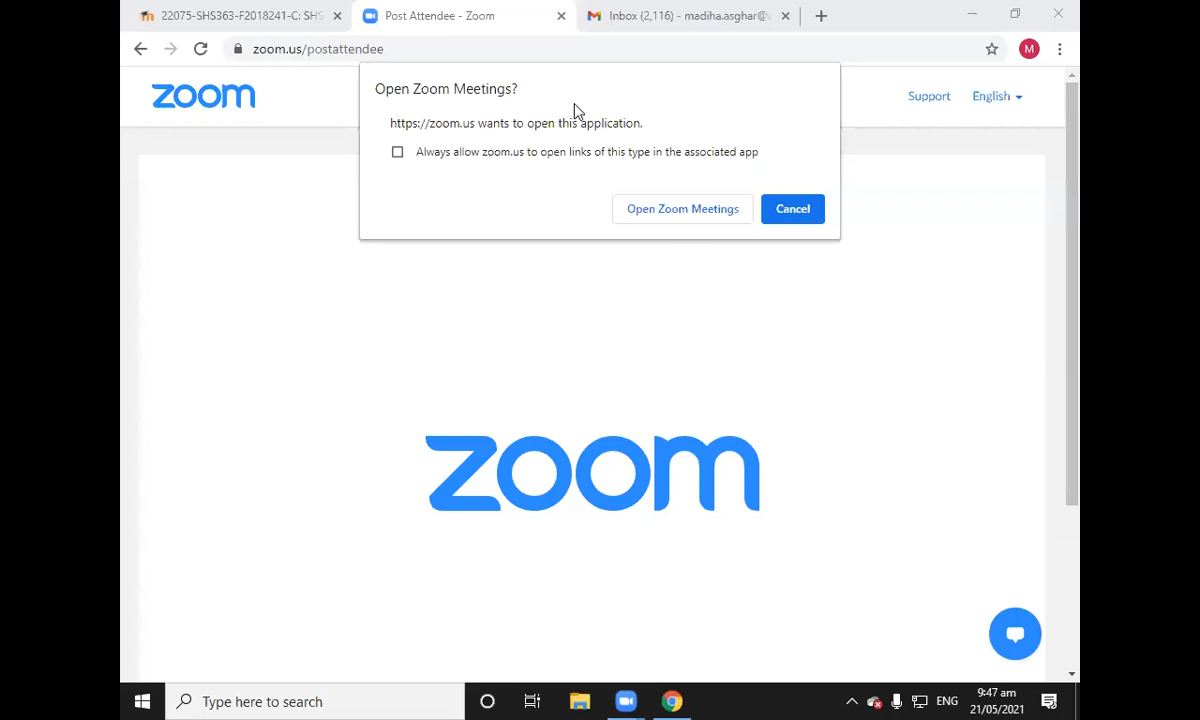 22075-SHS363-F2018241-C: SHS
Post Attendee - Zoom
Inbox (2,116) - madiha.asghar@
zoom.us/postattendee
M
zoom
Support
English
Open Zoom Meetings?
https://zoom.us wants to open this application.
Always allow zoom.us to open links of this type in the associated app
Open Zoom Meetings
Cancel
zoom
Type here to search
ENG
9:47 am
21/05/2021